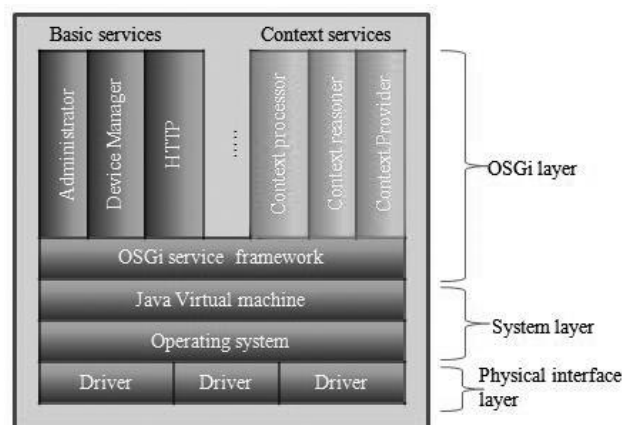 Basic services
Context services
Administrator
Device Manager
HTTP
.....
Context processor
Context reasoner
Context Provider
OSGi layer
OSGi service framework
Java Virtual machine
System layer
Operating system
Driver
Driver
Driver
Physical interface
layer